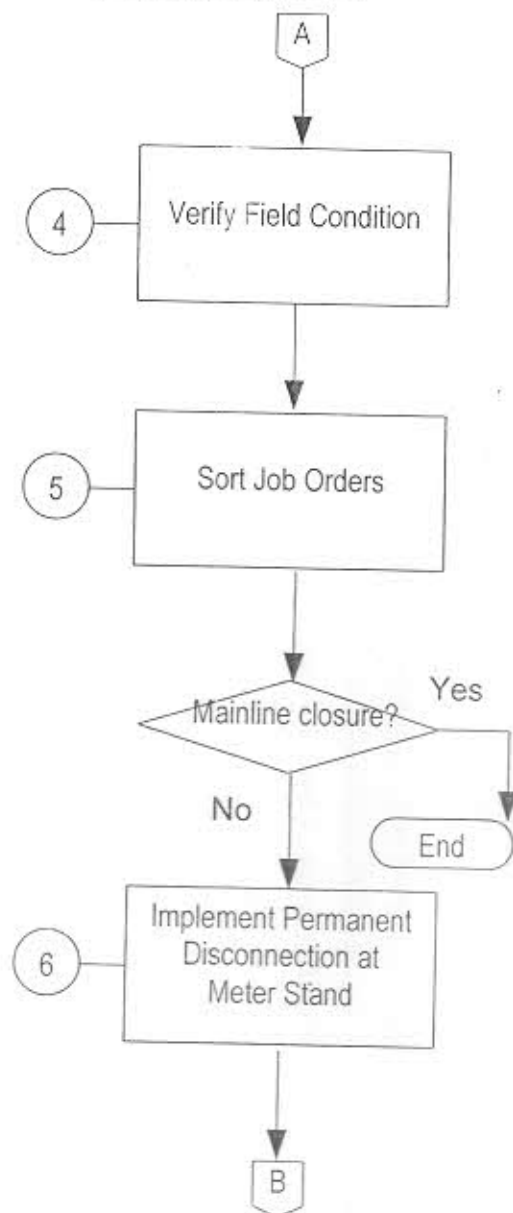 A
4
Verify Field Condition
5
Sort Job Orders
Mainline closure?
Yes
No
End
6
Implement Permanent
Disconnection at
Meter Stand
B